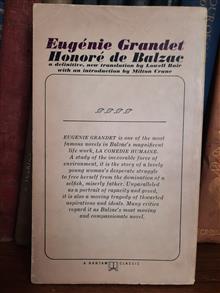 Eugénie Grandet
Honoré de Balzac
a definitive, new translation by Lowell Bair
with an introduction by Milton Crane
EUGENIE GRANDET is one of the most
famous novels in Balzac's magnificent
life work, LA COMEDIE HUMAINE.
A study of the inexorable force of
environment, it is the story of a lovely
young woman's desperate struggle
to free herself from the domination of a
selfish, miserly father. Unparalleled
as a portrait of rapacity and greed,
it is also a moving tragedy of thwarted
aspirations and ideals. Many critics
regard it as Balzac's most moving
and compassionate novel.
A BANTAM CLASSIC